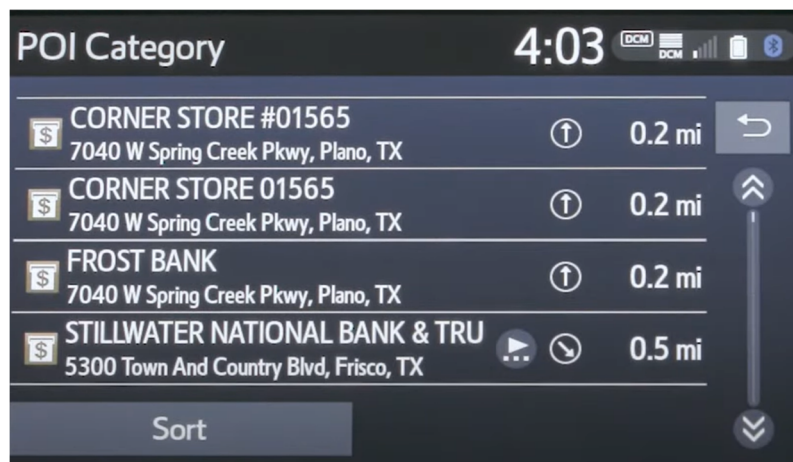 POI Category 4:03 DCM DCM
CORNER STORE #01565
7040 W Spring Creek Pkwy, Plano, TX 0.2 mi
CORNER STORE 01565
7040 W Spring Creek Pkwy, Plano, TX 0.2 mi
FROST BANK
7040 W Spring Creek Pkwy, Plano, TX 0.2 mi
STILLWATER NATIONAL BANK & TRU
5300 Town And Country Blvd, Frisco, TX 0.5 mi
Sort